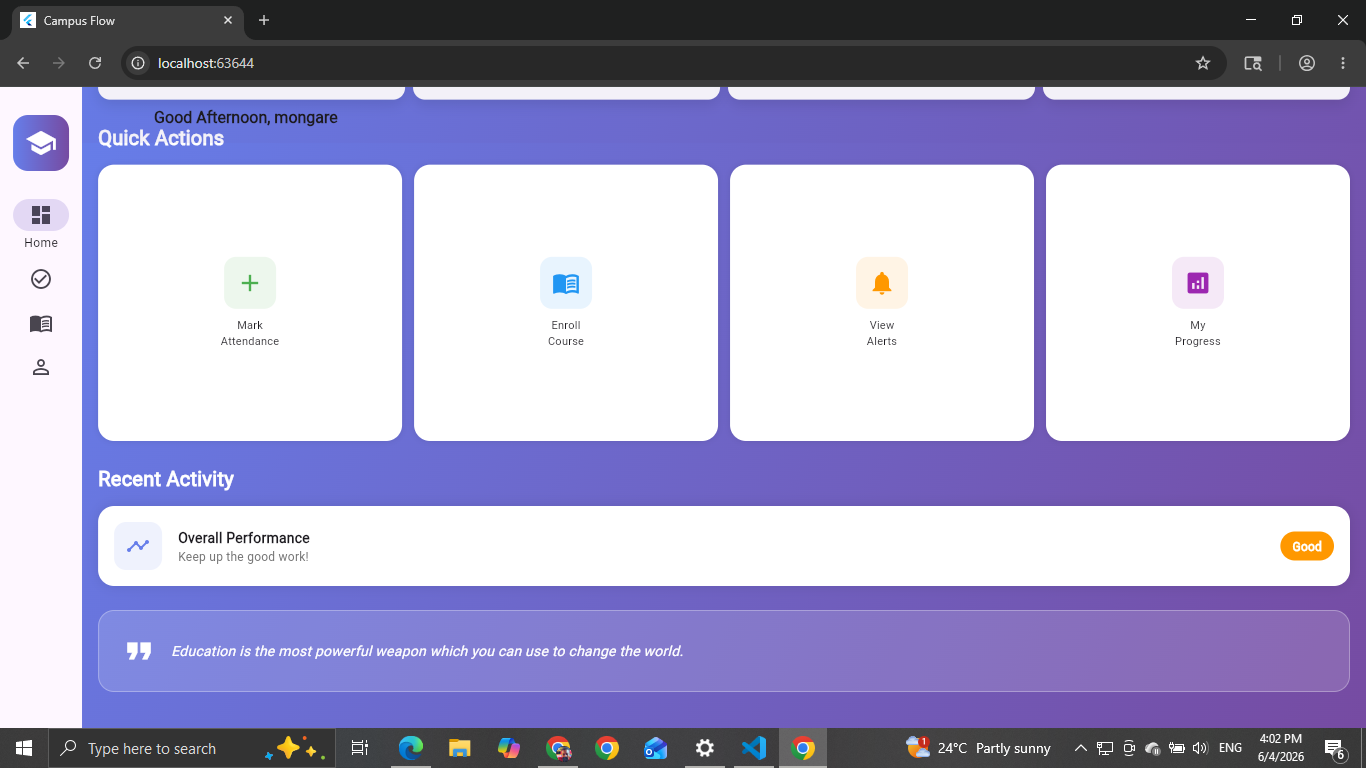 Campus Flow
localhost:63644
Good Afternoon, mongare
Quick Actions
Home
Mark
Attendance
Enroll
Course
View
Alerts
My
Progress
Recent Activity
Overall Performance
Keep up the good work!
Good
Education is the most powerful weapon which you can use to change the world.
Type here to search
1
24°C Partly sunny
ENG
4:02 PM
6/4/2026
6